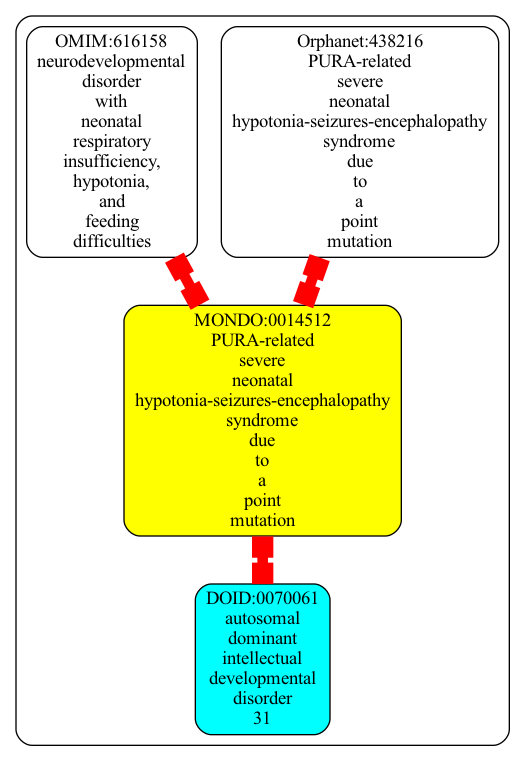 OMIM:616158
neurodevelopmental
disorder
with
neonatal
respiratory
insufficiency,
hypotonia,
and
feeding
difficulties
Orphanet:438216
PURA-related
severe
neonatal
hypotonia-seizures-encephalopathy
syndrome
due
to
a
point
mutation
MONDO:0014512
PURA-related
severe
neonatal
hypotonia-seizures-encephalopathy
syndrome
due
to
a
point
mutation
DOID:0070061
autosomal
dominant
intellectual
developmental
disorder
31